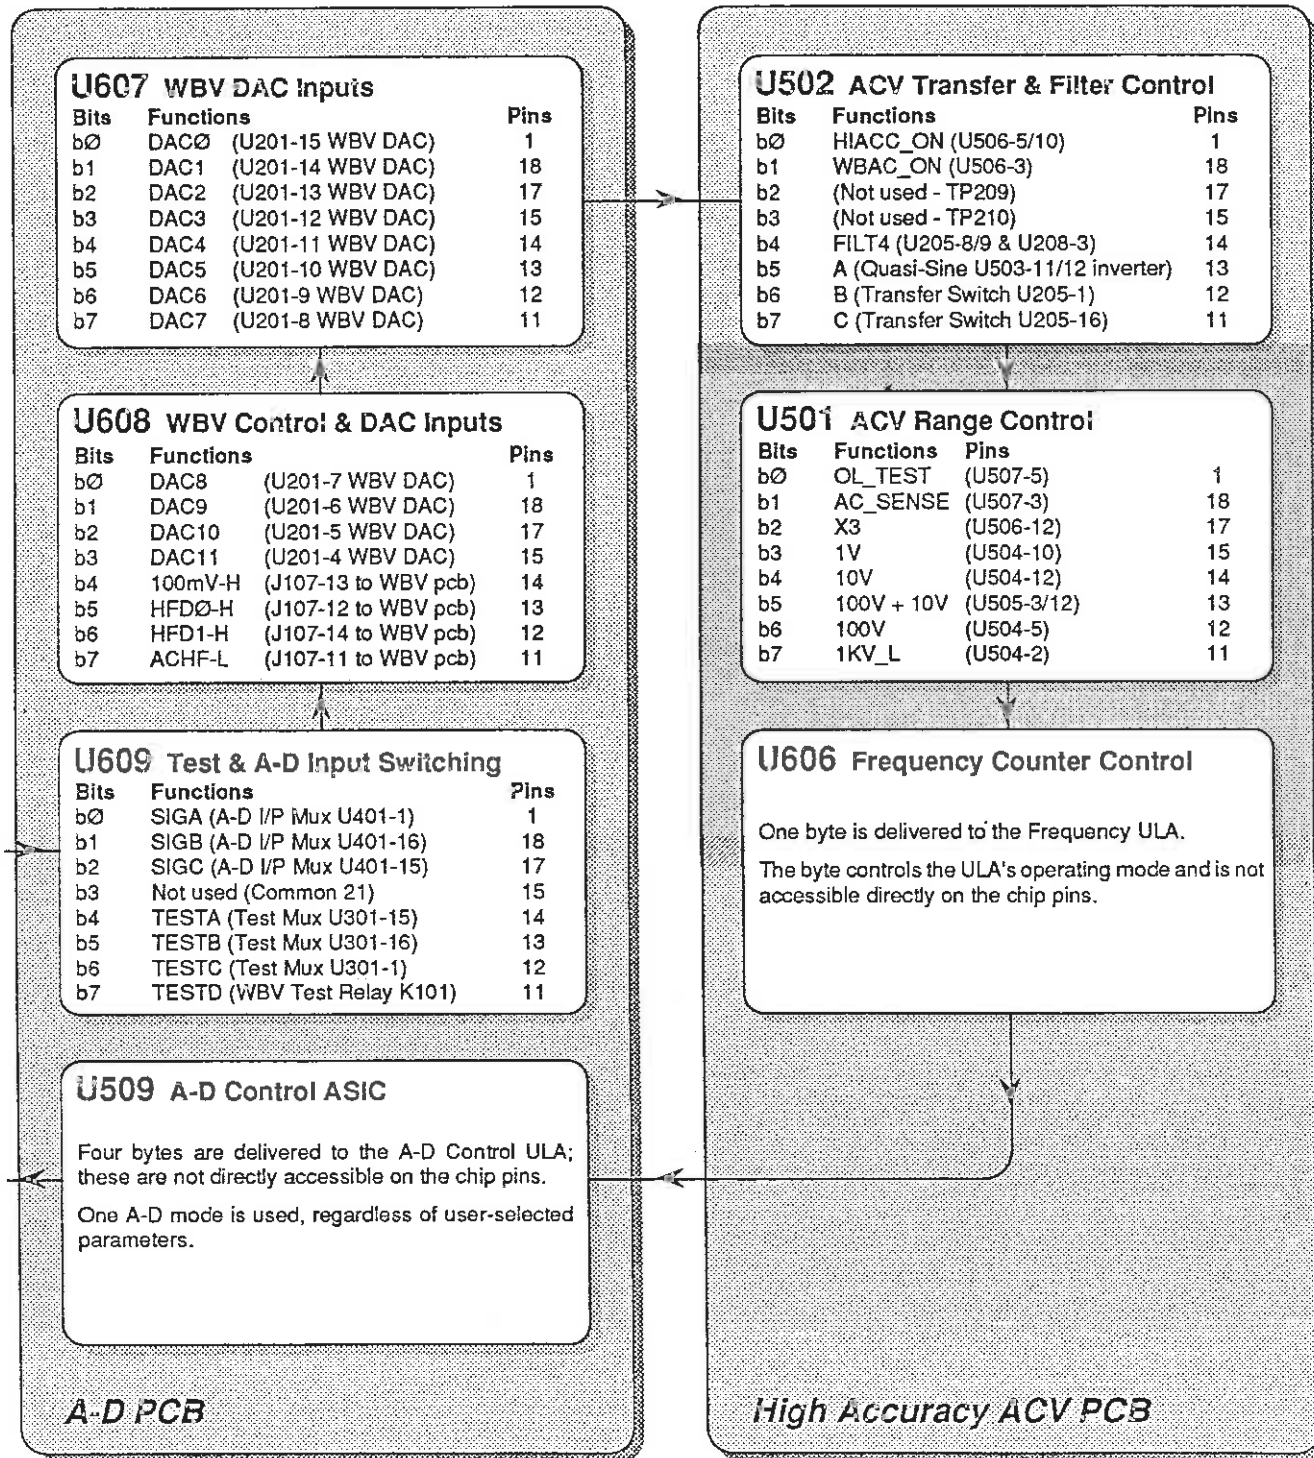 U607 WBV DAC Inputs
Bits Functions Pins
bØ DACØ (U201-15 WBV DAC) 1
b1 DAC1 (U201-14 WBV DAC) 18
b2 DAC2 (U201-13 WBV DAC) 17
b3 DAC3 (U201-12 WBV DAC) 15
b4 DAC4 (U201-11 WBV DAC) 14
b5 DAC5 (U201-10 WBV DAC) 13
b6 DAC6 (U201-9 WBV DAC) 12
b7 DAC7 (U201-8 WBV DAC) 11
U608 WBV Control & DAC Inputs
Bits Functions Pins
bØ DAC8 (U201-7 WBV DAC) 1
b1 DAC9 (U201-6 WBV DAC) 18
b2 DAC10 (U201-5 WBV DAC) 17
b3 DAC11 (U201-4 WBV DAC) 15
b4 100mV-H (J107-13 to WBV pcb) 14
b5 HFDØ-H (J107-12 to WBV pcb) 13
b6 HFD1-H (J107-14 to WBV pcb) 12
b7 ACHF-L (J107-11 to WBV pcb) 11
U609 Test & A-D Input Switching
Bits Functions Pins
bØ SIGA (A-D I/P Mux U401-1) 1
b1 SIGB (A-D I/P Mux U401-16) 18
b2 SIGC (A-D I/P Mux U401-15) 17
b3 Not used (Common 21) 15
b4 TESTA (Test Mux U301-15) 14
b5 TESTB (Test Mux U301-16) 13
b6 TESTC (Test Mux U301-1) 12
b7 TESTD (WBV Test Relay K101) 11
U509 A-D Control ASIC
Four bytes are delivered to the A-D Control ULA;
these are not directly accessible on the chip pins.
One A-D mode is used, regardless of user-selected
parameters.
A-D PCB
U502 ACV Transfer & Filter Control
Bits Functions Pins
bØ HIACC_ON (U506-5/10) 1
b1 WBAC_ON (U506-3) 18
b2 (Not used - TP209) 17
b3 (Not used - TP210) 15
b4 FILT4 (U205-8/9 & U208-3) 14
b5 A (Quasi-Sine U503-11/12 inverter) 13
b6 B (Transfer Switch U205-1) 12
b7 C (Transfer Switch U205-16) 11
U501 ACV Range Control
Bits Functions Pins
bØ OL_TEST (U507-5) 1
b1 AC_SENSE (U507-3) 18
b2 X3 (U506-12) 17
b3 1V (U504-10) 15
b4 10V (U504-12) 14
b5 100V + 10V (U505-3/12) 13
b6 100V (U504-5) 12
b7 1KV_L (U504-2) 11
U606 Frequency Counter Control
One byte is delivered to the Frequency ULA.
The byte controls the ULA's operating mode and is not
accessible directly on the chip pins.
High Accuracy ACV PCB